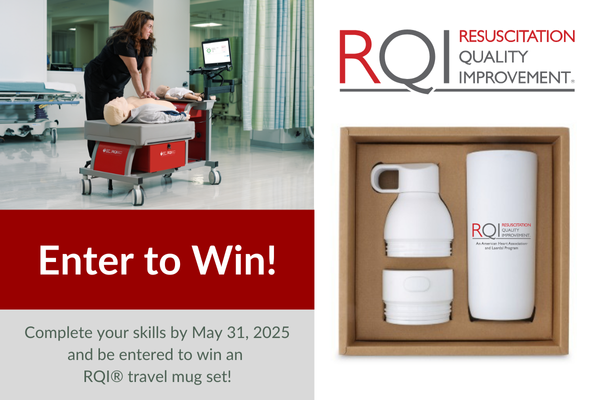 RQI
RESUSCITATION
QUALITY
IMPROVEMENT®
Enter to Win!
Complete your skills by May 31, 2025
and be entered to win an
RQI® travel mug set!
RQI
RESUSCITATION
QUALITY
IMPROVEMENT
An American Heart Association
and Laerdal Program